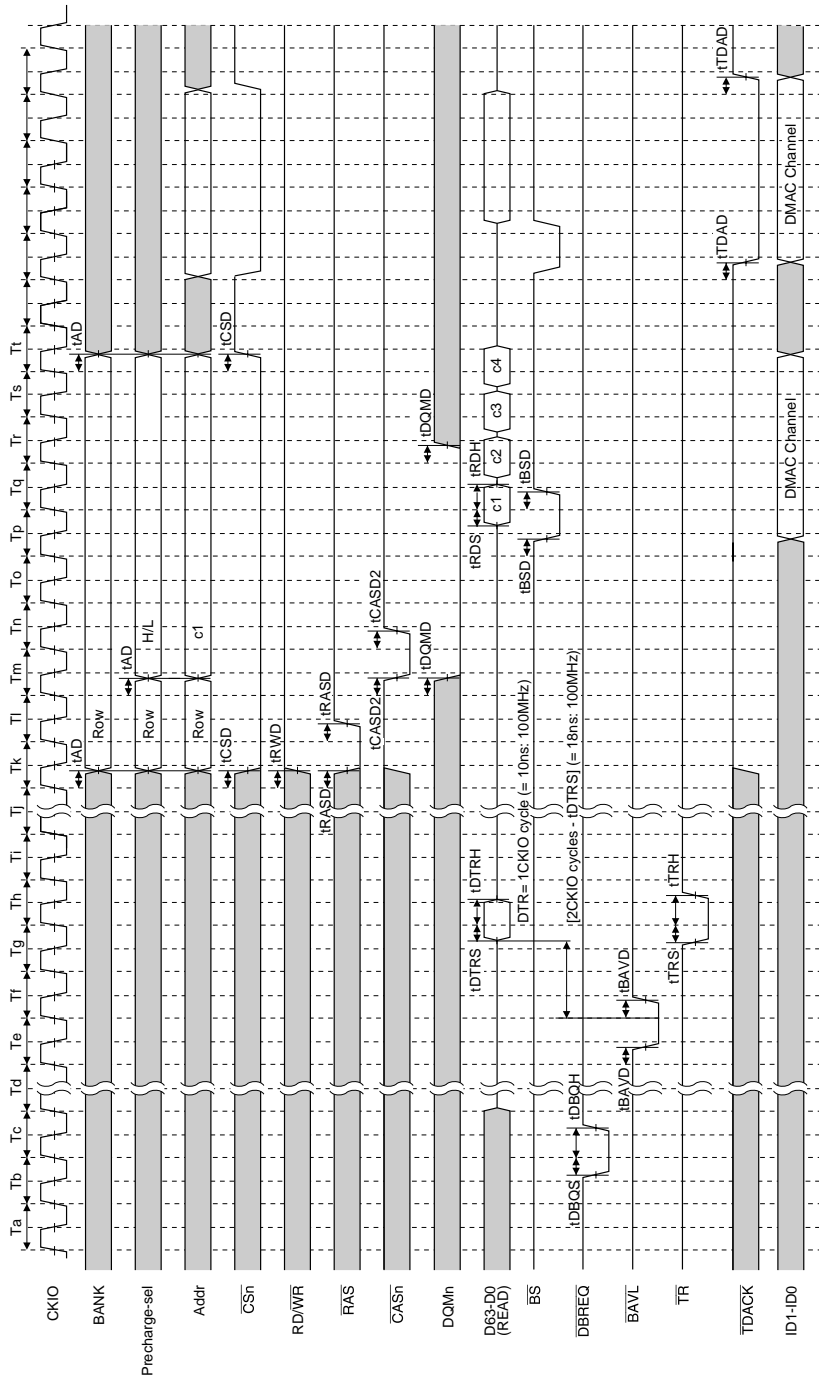 Ta Tb Tc Td Te Tf Tg Th Ti Tj Tk Tl Tm Tn To Tp Tq Tr Ts Tt
CKIO
tAD tAD
BANK Row
tAD
Precharge-sel Row H/L
Addr Row c1
tCSD tCSD
CSn
tRWD
RD/WR
tRASD tRASD
RAS
tCASD2 tCASD2
CASn
tDQMD tDQMD
DQMn
tDTRS tDTRH tRDS tRDH
D63-D0
(READ)
c1 c2 c3 c4
DTR= 1CKIO cycle (= 10ns: 100MHz)
tBSD tBSD
BS
tDBQS tDBQH
DBREQ
[2CKIO cycles - tDTRS] (= 18ns: 100MHz)
tBAVD tBAVD
BAVL
tTRS tTRH
TR
tTDAD tTDAD
TDACK
ID1-ID0 DMAC Channel DMAC Channel